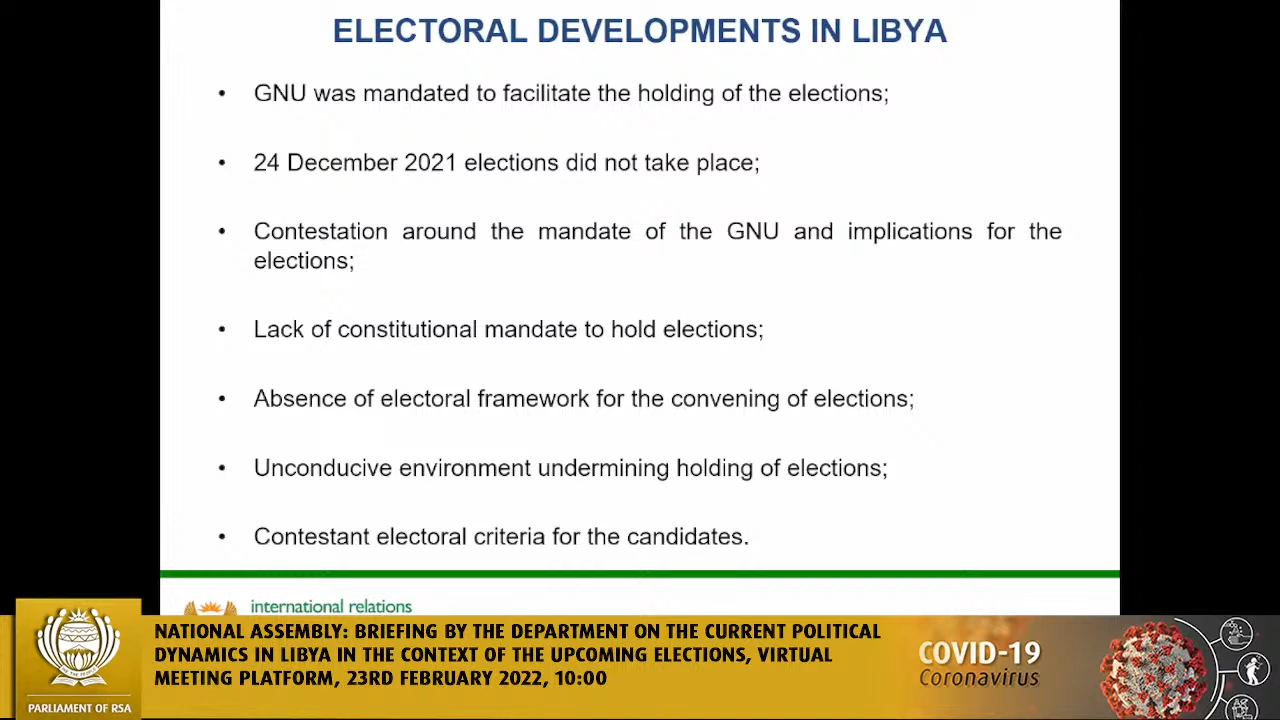 ELECTORAL DEVELOPMENTS IN LIBYA
• GNU was mandated to facilitate the holding of the elections;
• 24 December 2021 elections did not take place;
• Contestation around the mandate of the GNU and implications for the
elections;
• Lack of constitutional mandate to hold elections;
• Absence of electoral framework for the convening of elections;
• Unconducive environment undermining holding of elections;
• Contestant electoral criteria for the candidates.
international relations
NATIONAL ASSEMBLY: BRIEFING BY THE DEPARTMENT ON THE CURRENT POLITICAL
DYNAMICS IN LIBYA IN THE CONTEXT OF THE UPCOMING ELECTIONS, VIRTUAL
MEETING PLATFORM, 23RD FEBRUARY 2022, 10:00
PARLIAMENT OF RSA
COVID-19
Coronavirus